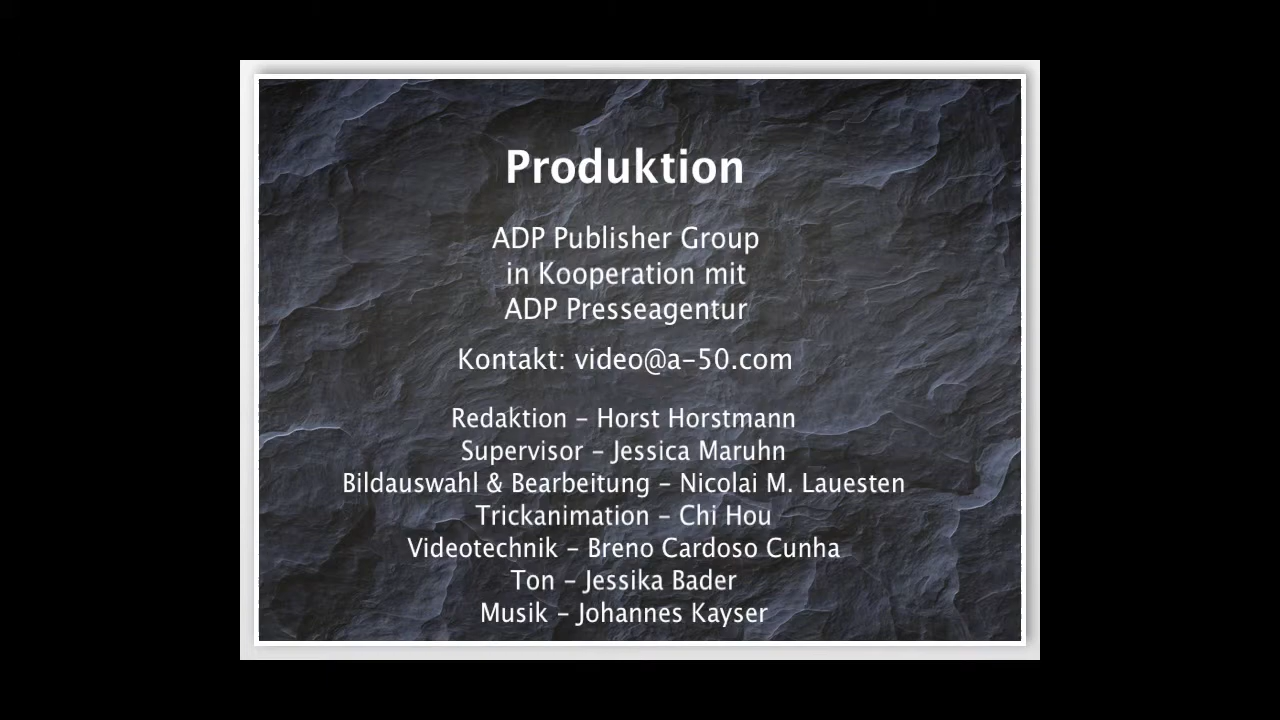 Produktion
ADP Publisher Group
in Kooperation mit
ADP Presseagentur
Kontakt: video@a-50.com
Redaktion – Horst Horstmann
Supervisor – Jessica Maruhn
Bildauswahl & Bearbeitung – Nicolai M. Lauesten
Trickanimation – Chi Hou
Videotechnik – Breno Cardoso Cunha
Ton – Jessika Bader
Musik – Johannes Kayser